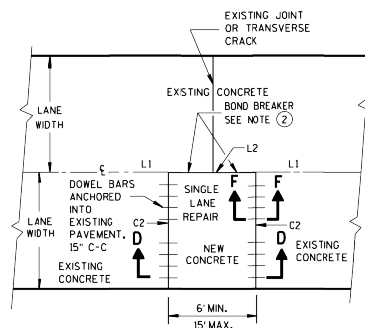 EXISTING JOINT
OR TRANSVERSE
CRACK
EXISTING CONCRETE
BOND BREAKER
SEE NOTE 2
LANE
WIDTH
L2
℄
L1
L1
DOWEL BARS
ANCHORED
INTO
EXISTING
PAVEMENT,
15" C-C
SINGLE
LANE
REPAIR
F
F
LANE
WIDTH
C2
C2
D
D
NEW
CONCRETE
EXISTING
CONCRETE
EXISTING
CONCRETE
6' MIN.
15' MAX.